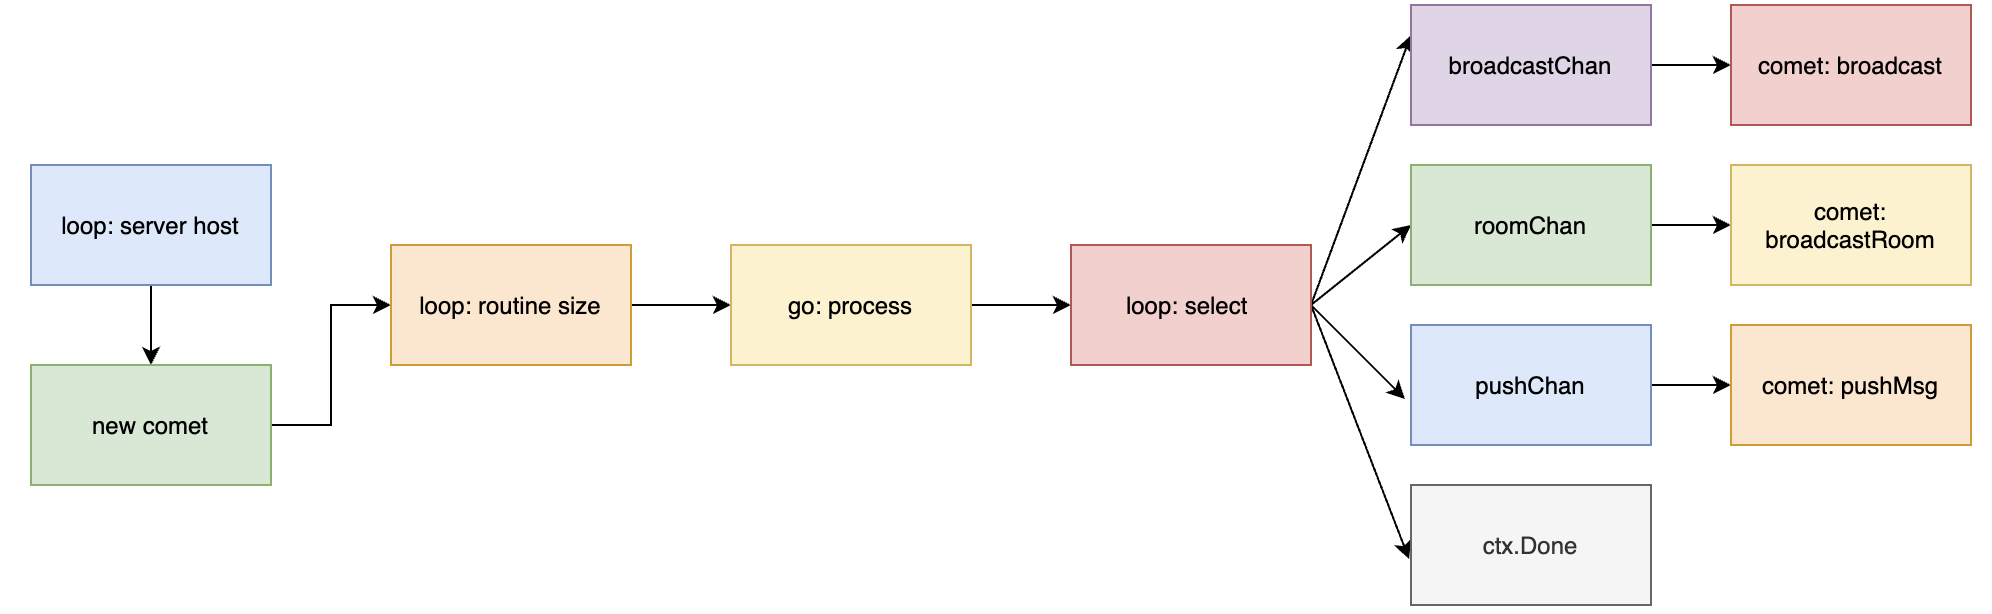 loop: server host
new comet
loop: routine size
go: process
loop: select
broadcastChan
comet: broadcast
roomChan
comet:
broadcastRoom
pushChan
comet: pushMsg
ctx.Done